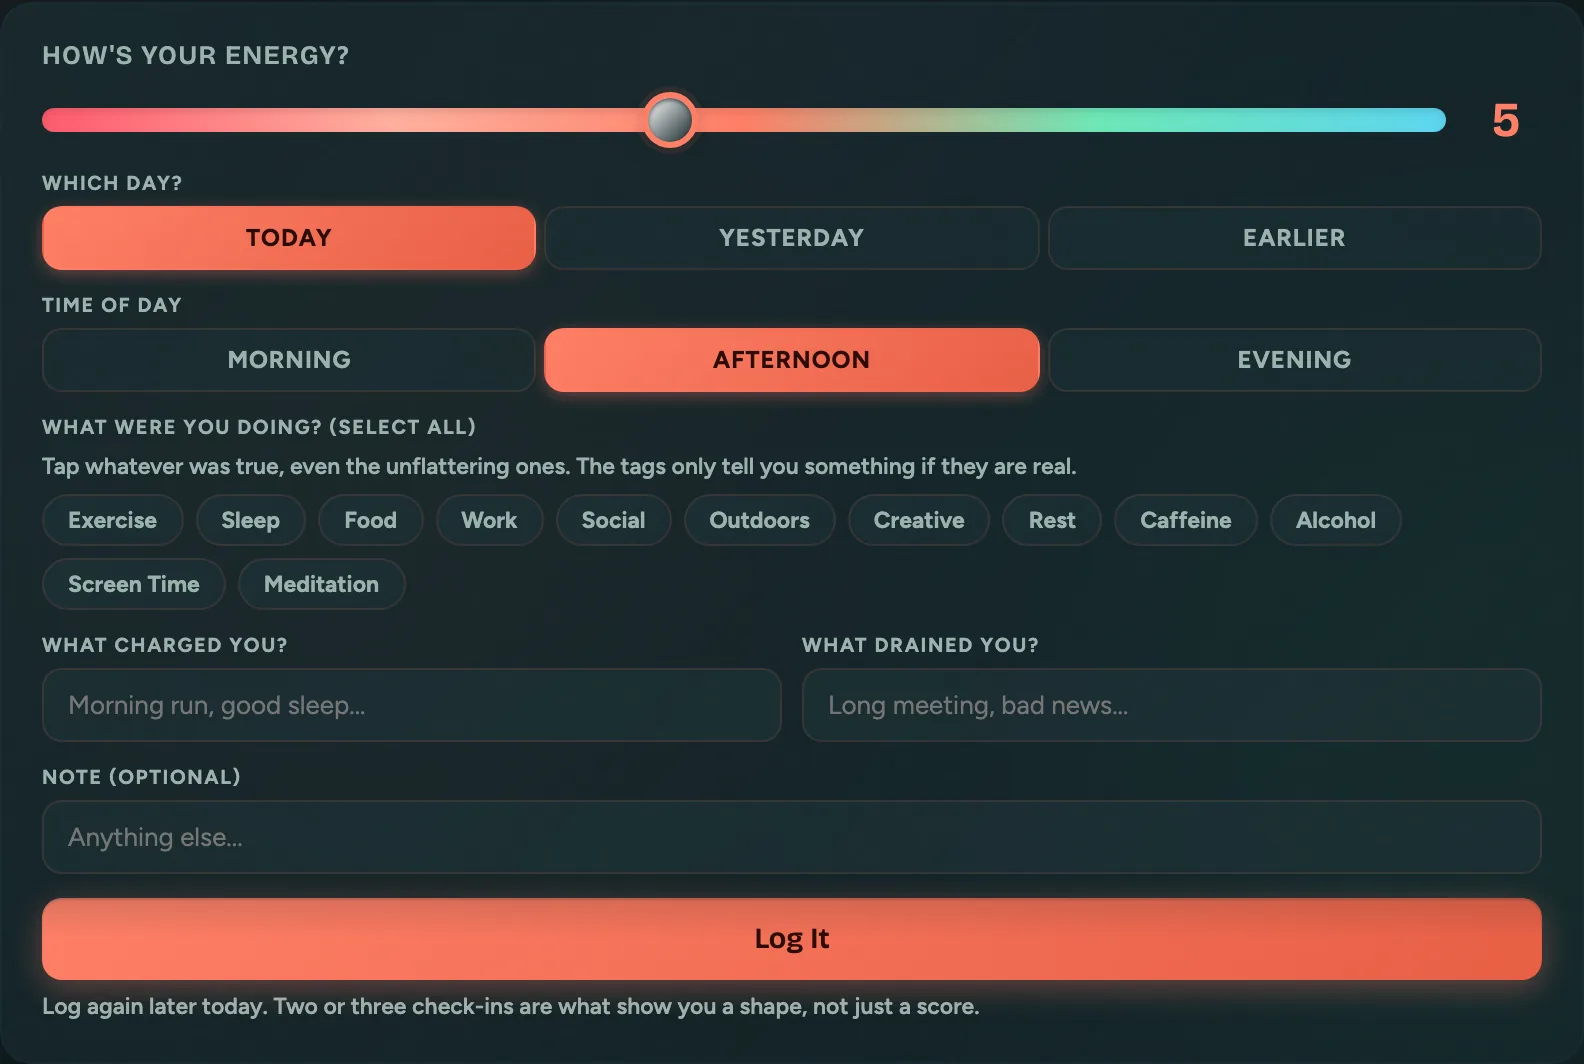 HOW'S YOUR ENERGY?
5
WHICH DAY?
TODAY
YESTERDAY
EARLIER
TIME OF DAY
MORNING
AFTERNOON
EVENING
WHAT WERE YOU DOING? (SELECT ALL)
Tap whatever was true, even the unflattering ones. The tags only tell you something if they are real.
Exercise
Sleep
Food
Work
Social
Outdoors
Creative
Rest
Caffeine
Alcohol
Screen Time
Meditation
WHAT CHARGED YOU?
Morning run, good sleep...
WHAT DRAINED YOU?
Long meeting, bad news...
NOTE (OPTIONAL)
Anything else...
Log It
Log again later today. Two or three check-ins are what show you a shape, not just a score.